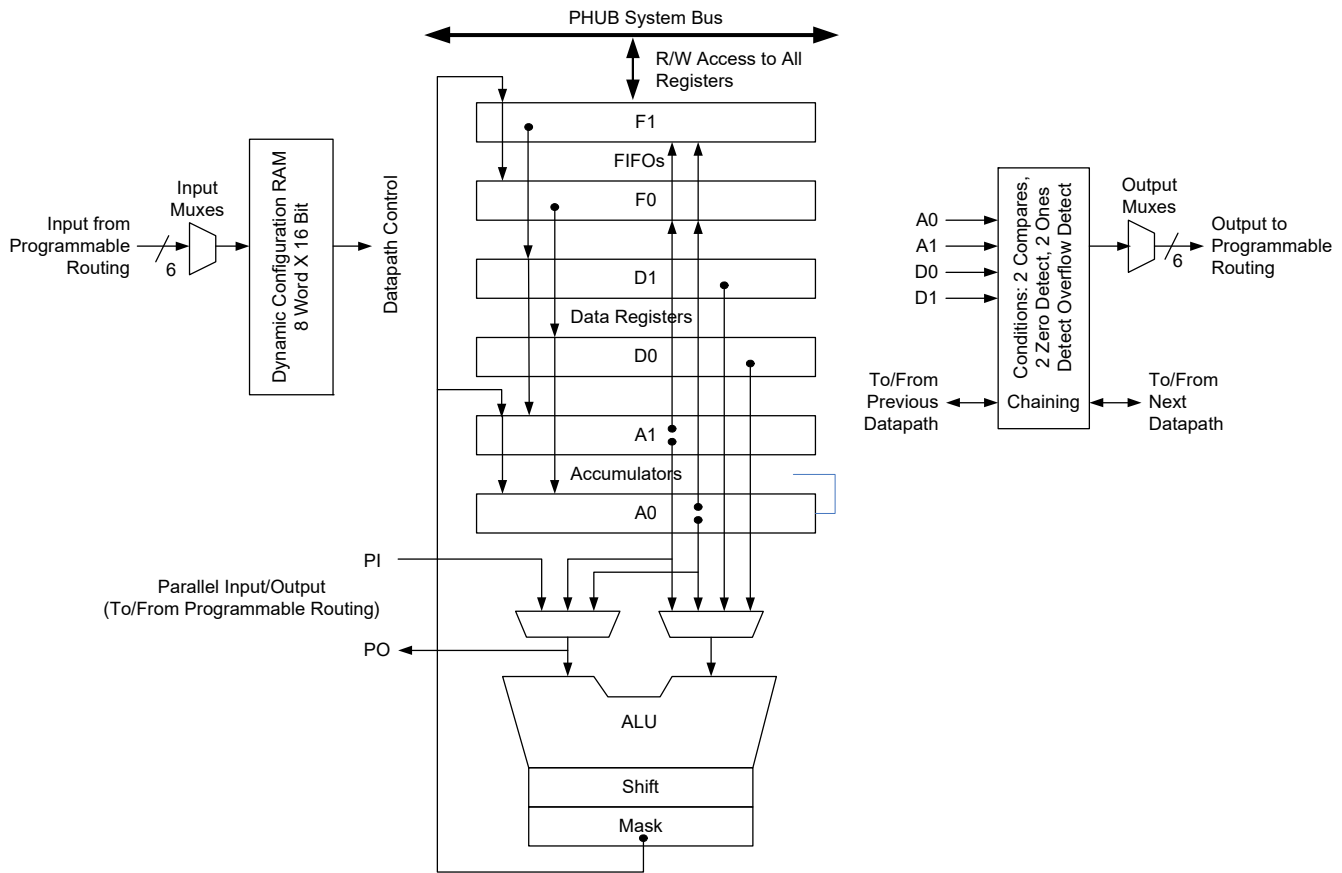 PHUB System Bus
R/W Access to All
Registers
F1
FIFOs
F0
D1
Data Registers
D0
A1
Accumulators
A0
Input from
Programmable
Routing
6
Input
Muxes
Dynamic Configuration RAM
8 Word X 16 Bit
Datapath Control
PI
Parallel Input/Output
(To/From Programmable Routing)
PO
ALU
Shift
Mask
A0
A1
D0
D1
Conditions: 2 Compares,
2 Zero Detect, 2 Ones
Detect Overflow Detect
Chaining
To/From
Previous
Datapath
To/From
Next
Datapath
Output
Muxes
6
Output to
Programmable
Routing